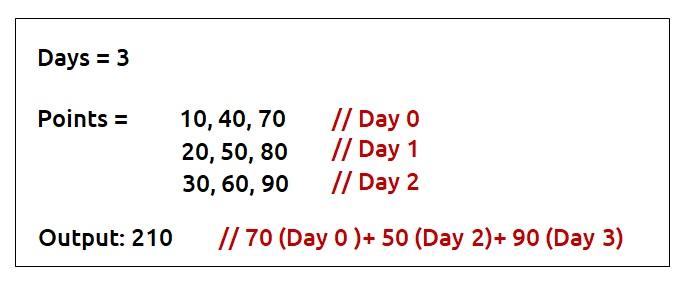 Days = 3
Points = 10, 40, 70 // Day 0
20, 50, 80 // Day 1
30, 60, 90 // Day 2
Output: 210 // 70 (Day 0 )+ 50 (Day 2)+ 90 (Day 3)